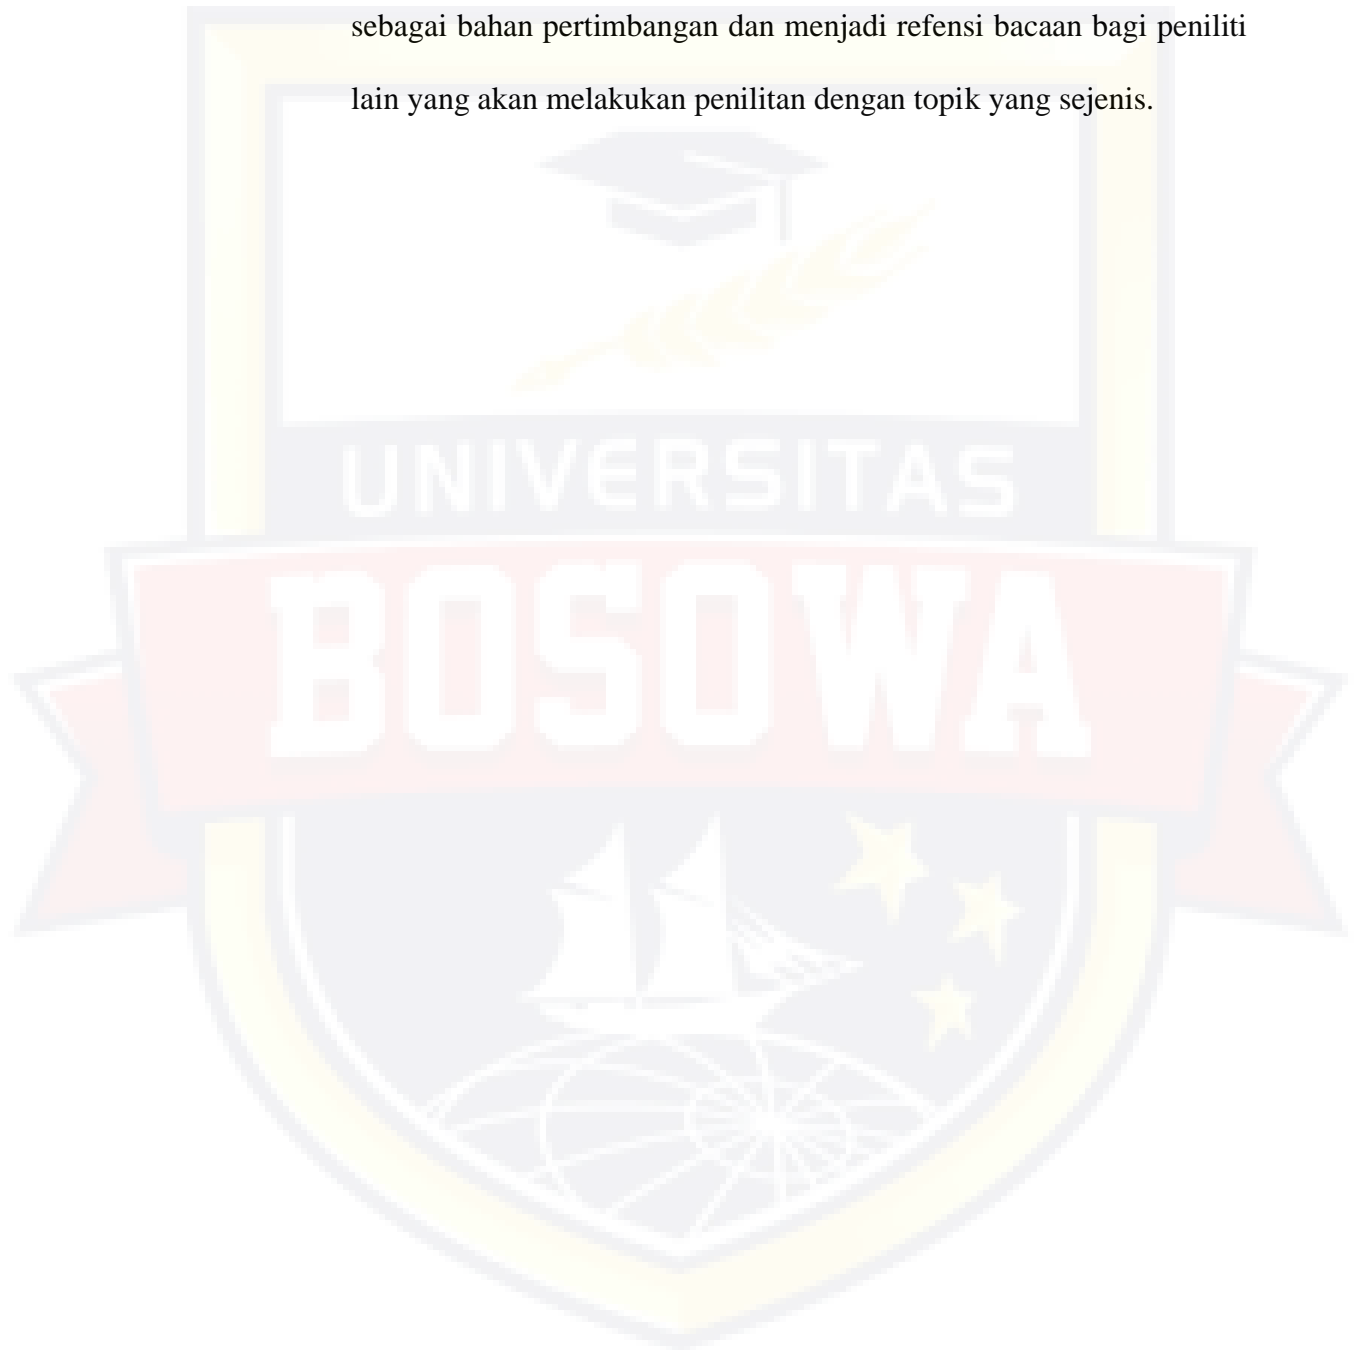 sebagai bahan pertimbangan dan menjadi refensi bacaan bagi peniliti
lain yang akan melakukan penilitan dengan topik yang sejenis.
UNIVERSITAS
BOSOWA